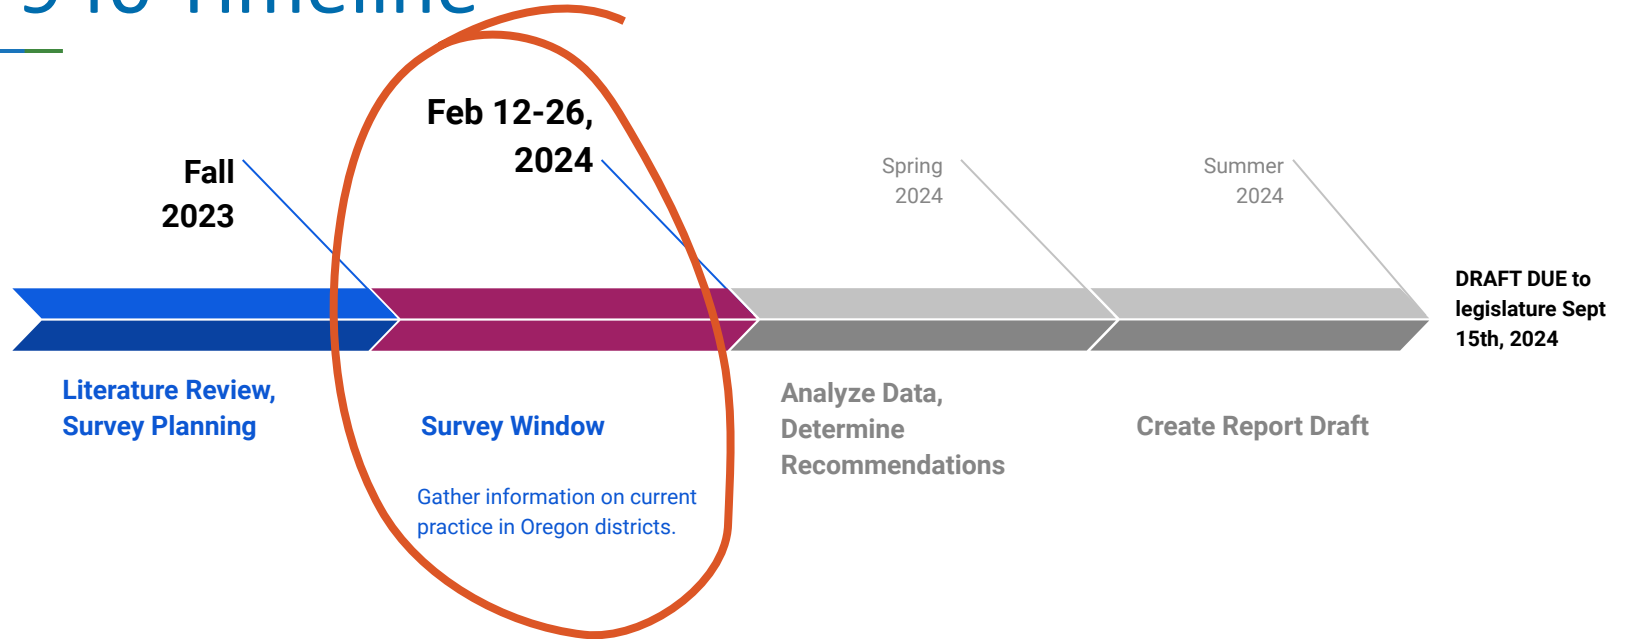 Timeline
Fall
2023
Feb 12-26,
2024
Spring
2024
Summer
2024
DRAFT DUE to
legislature Sept
15th, 2024
Literature Review,
Survey Planning
Survey Window
Gather information on current
practice in Oregon districts.
Analyze Data,
Determine
Recommendations
Create Report Draft